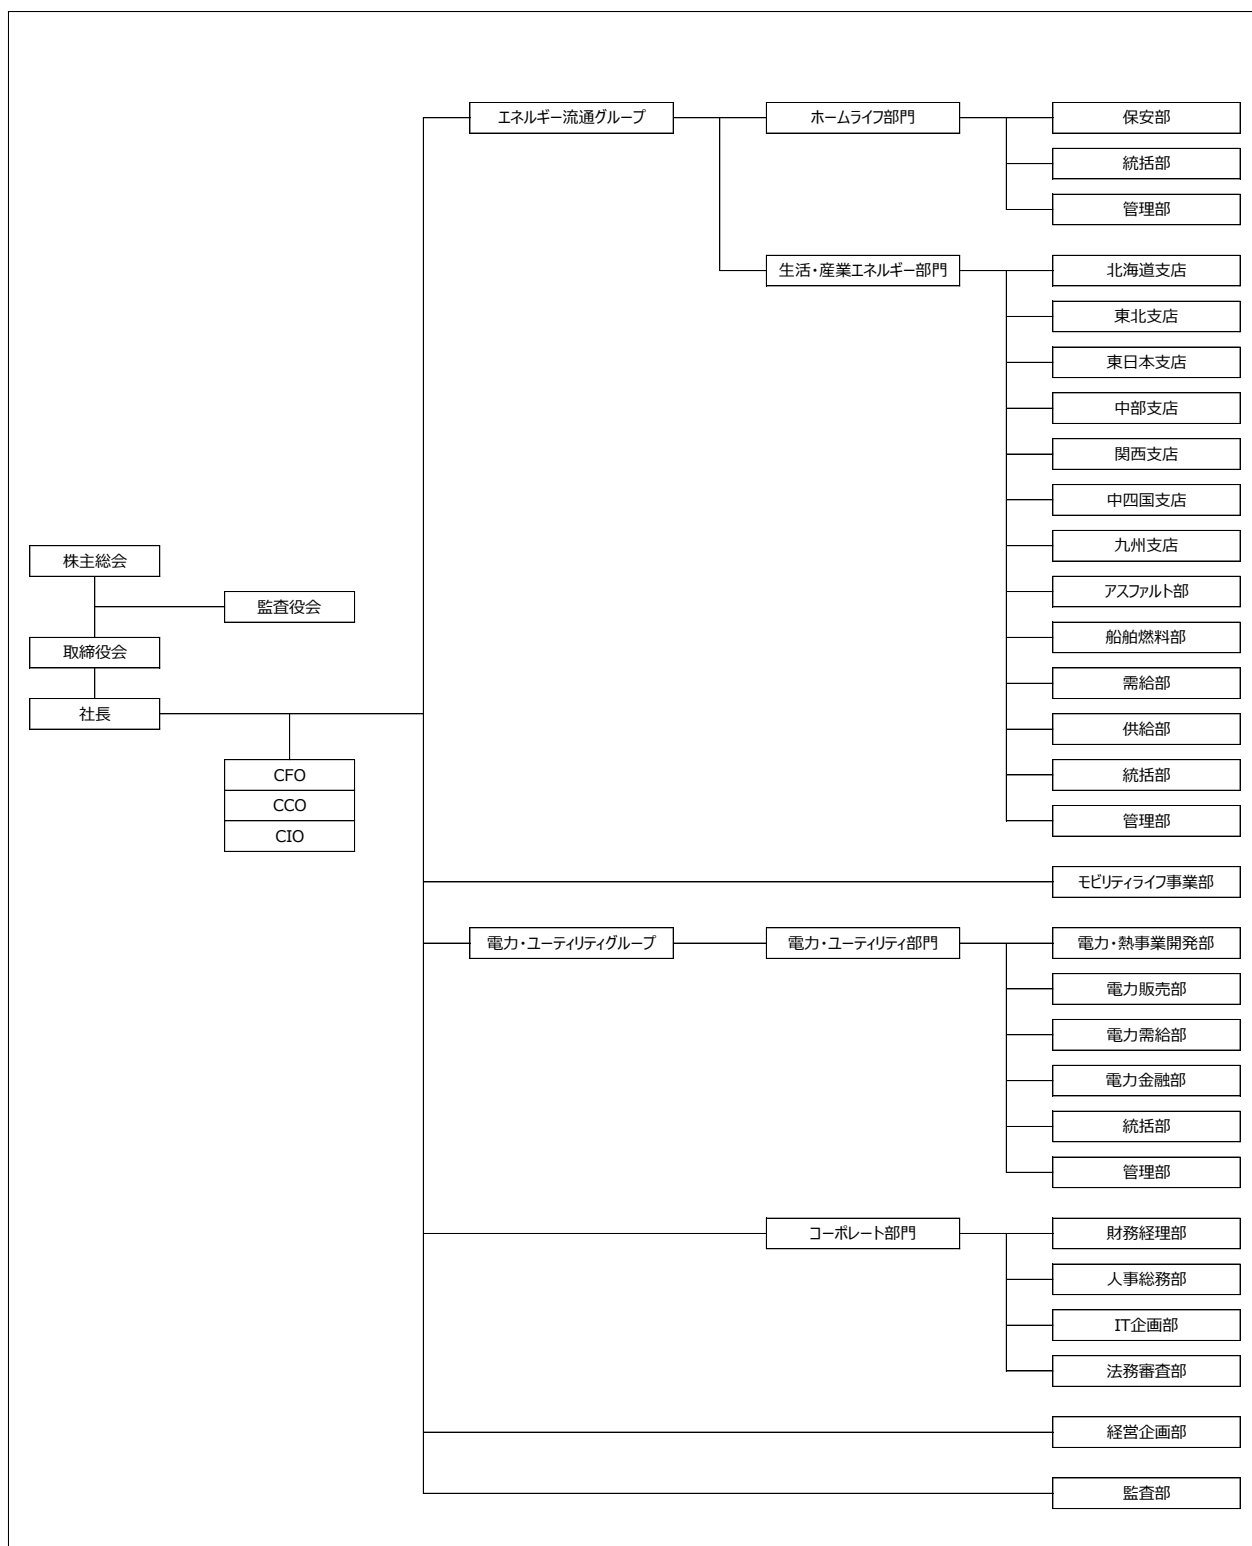 エネルギー流通グループ
ホームライフ部門
保安部
統括部
管理部
生活・産業エネルギー部門
北海道支店
東北支店
東日本支店
中部支店
関西支店
中四国支店
九州支店
株主総会
アスファルト部
監査役会
船舶燃料部
取締役会
需給部
社長
供給部
CFO
統括部
CCO
CIO
管理部
モビリティライフ事業部
電力・ユーティリティグループ
電力・ユーティリティ部門
電力・熱事業開発部
電力販売部
電力需給部
電力金融部
統括部
管理部
コーポレート部門
財務経理部
人事総務部
IT企画部
法務審査部
経営企画部
監査部